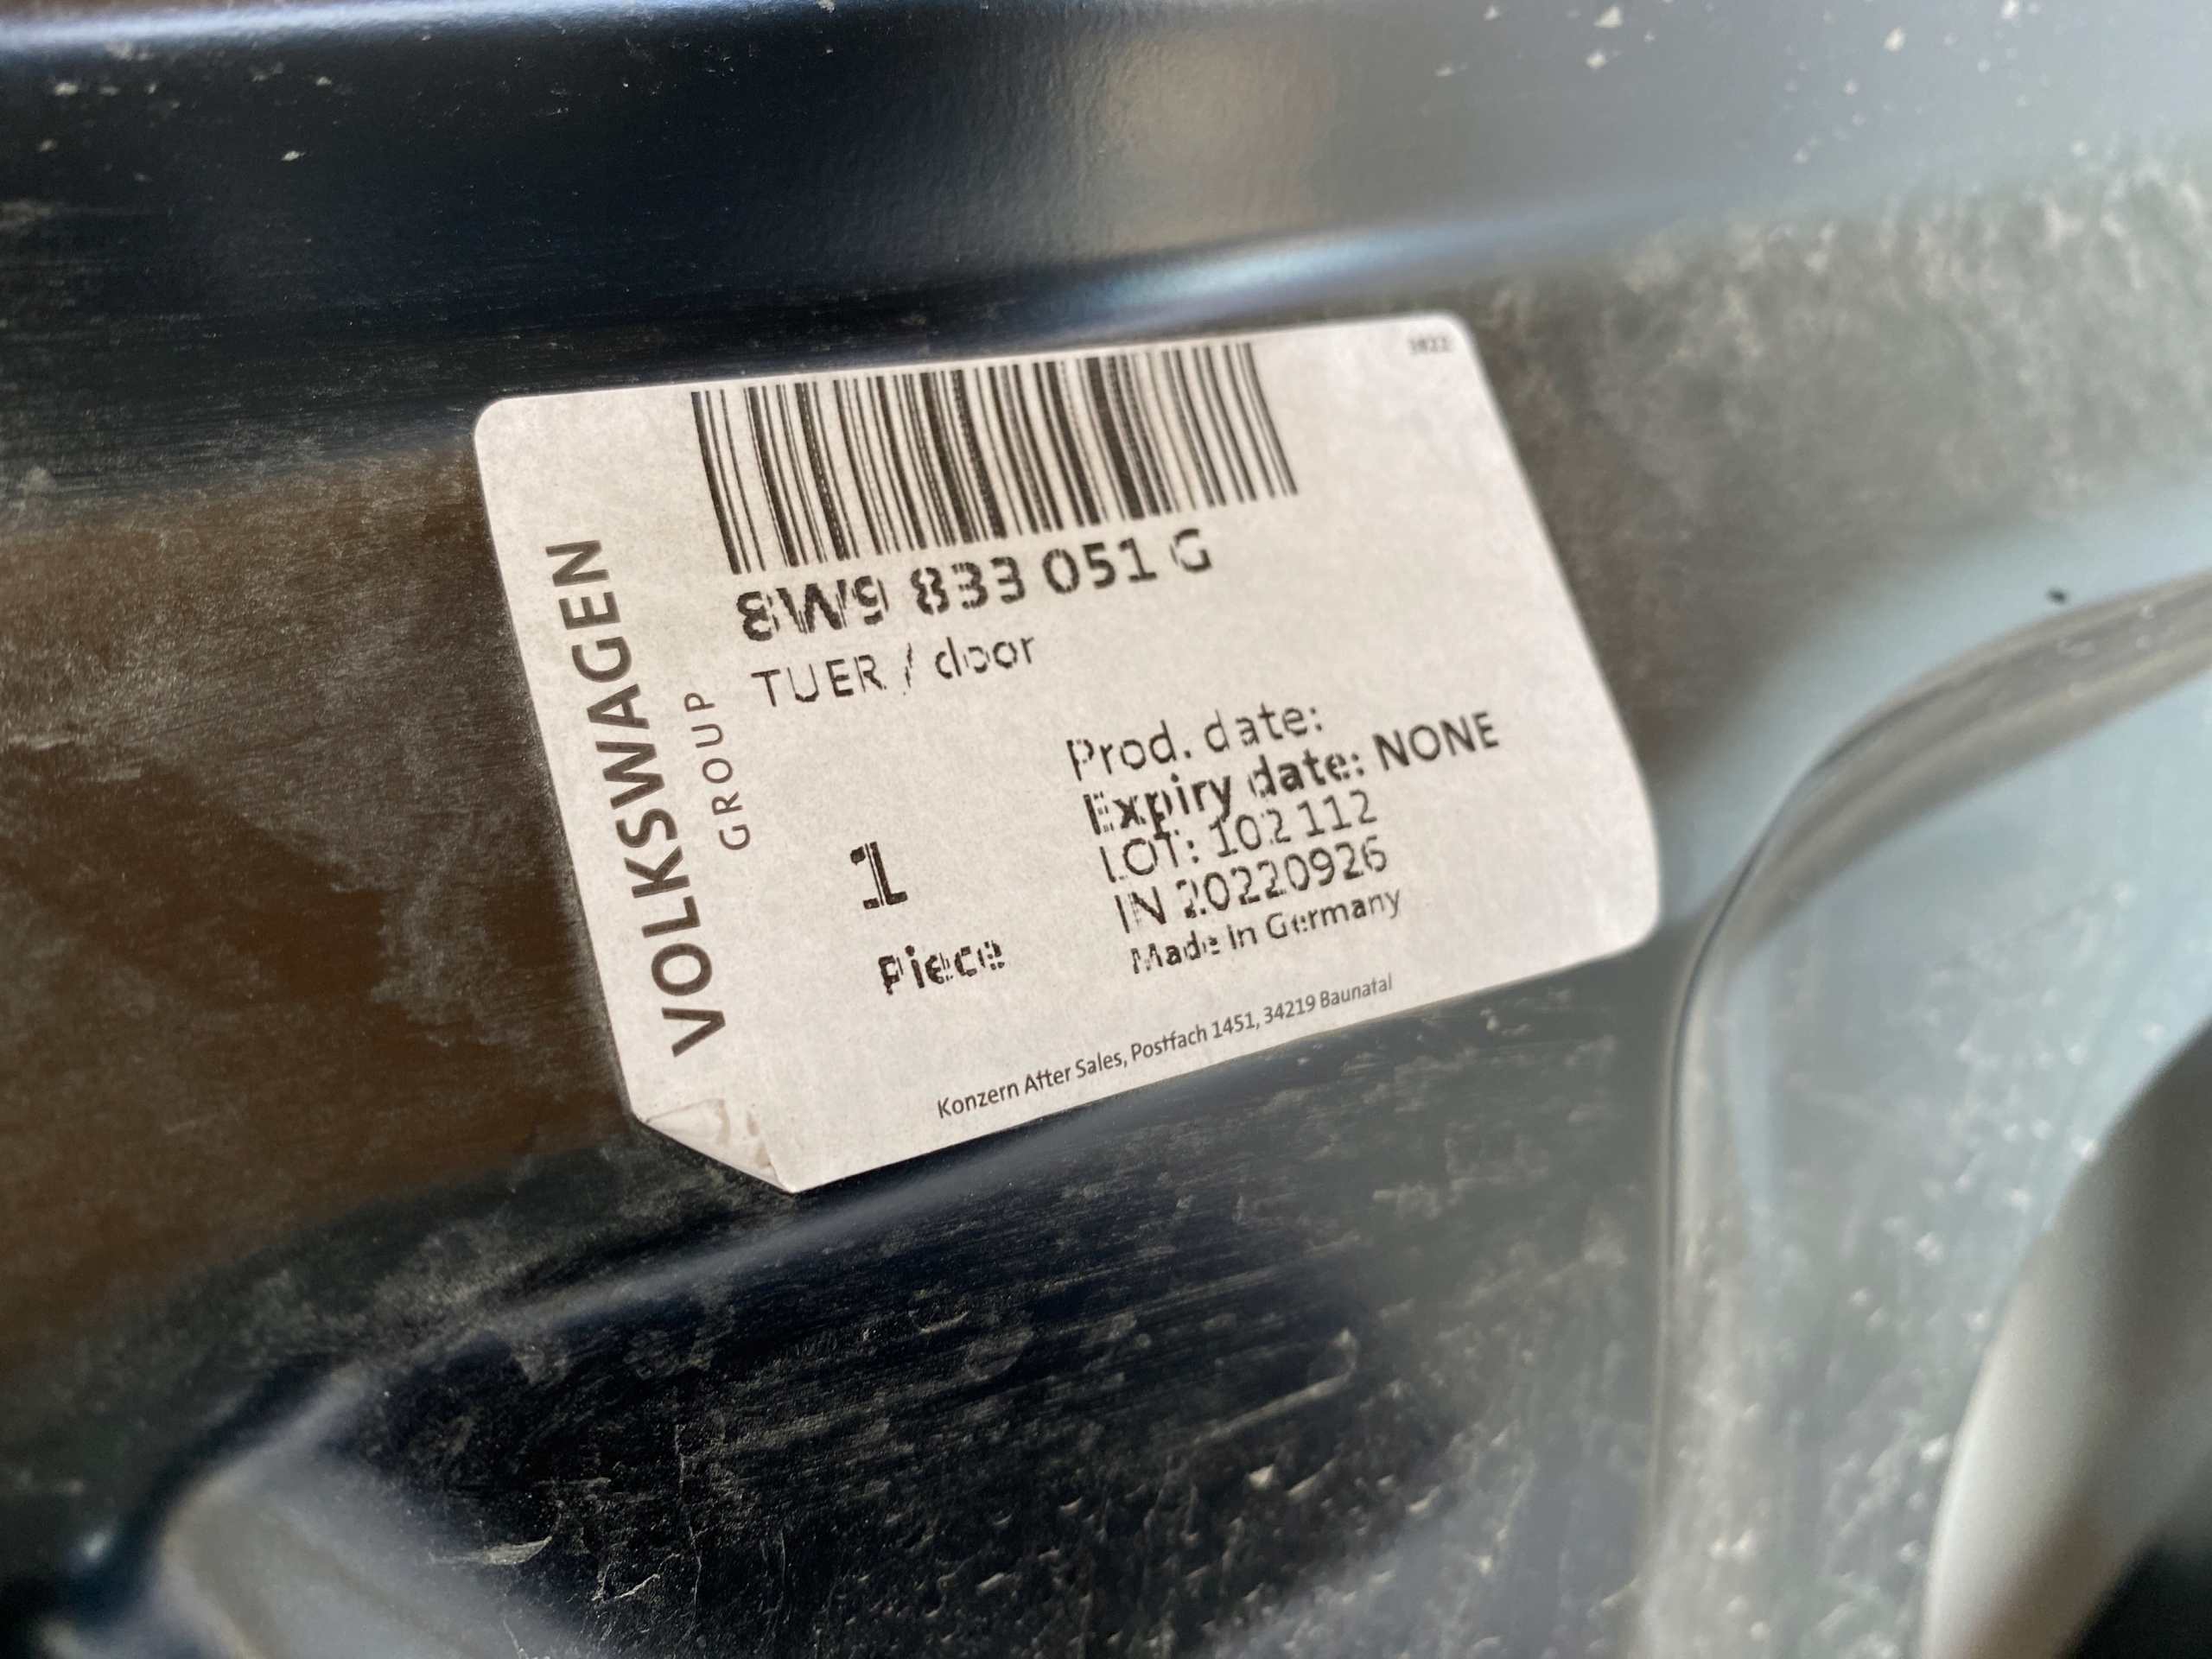 8W9 833 051 G
TUER / door
VOLKSWAGEN
GROUP
1
Piece
Prod. date:
Expiry date: NONE
LOT: 102 112
IN 20220926
Made in Germany
Konzern After Sales, Postfach 1451, 34219 Baunatal